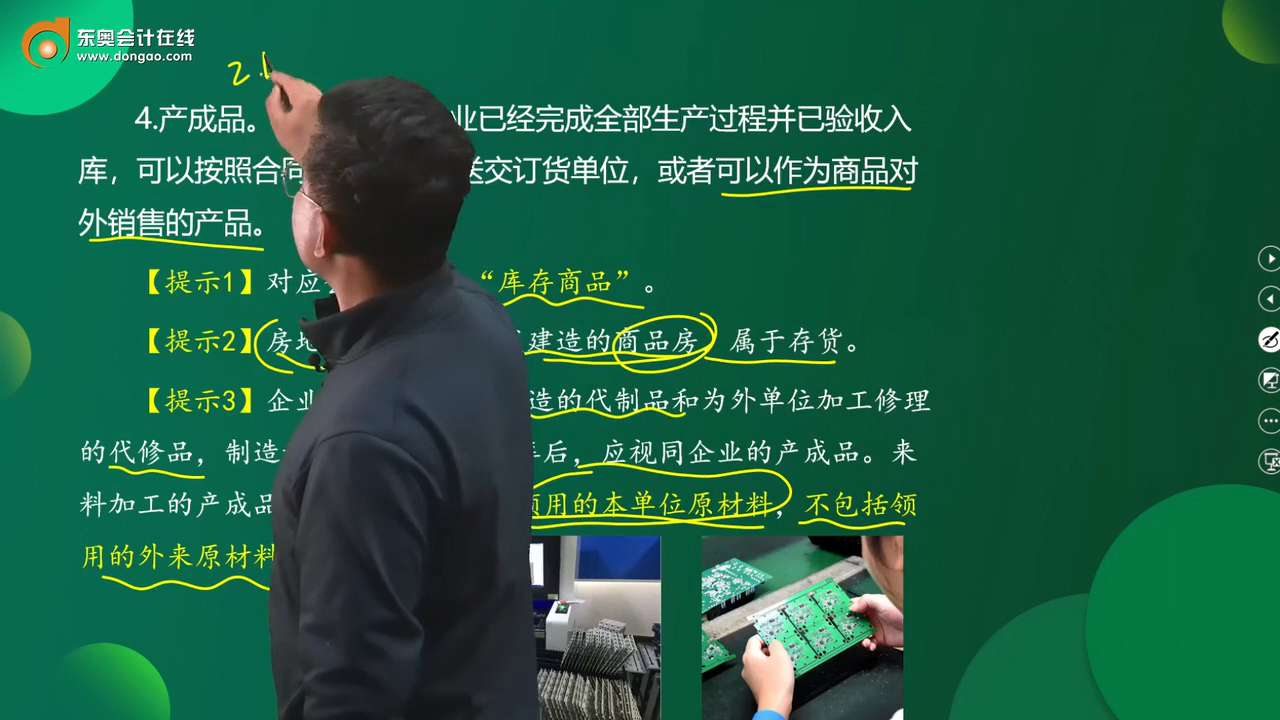 东奥会计在线
www.dongao.com
2.1
4.产成品。业已经完成全部生产过程并已验收入
库，可以按照合同送交订货单位，或者可以作为商品对
外销售的产品。
【提示1】对应“库存商品”。
【提示2】房地建造的商品房 属于存货。
【提示3】企业造的代制品和为外单位加工修理
的代修品，制造后，应视同企业的产成品。来
料加工的产成品用的本单位原材料，不包括领
用的外来原材料